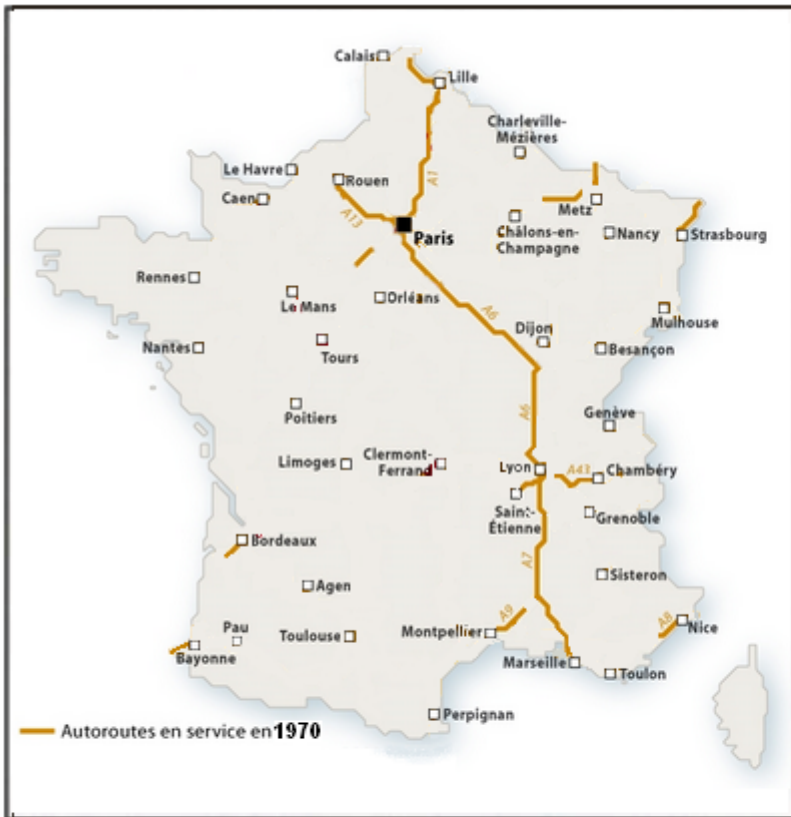 Calais
Lille
Charleville-
Mézières
Le Havre
Rouen
A1
Caen
Metz
A13
Paris
Châlons-en-
Champagne
Nancy
Strasbourg
Rennes
Le Mans
Orléans
A6
Mulhouse
Dijon
Nantes
Tours
Besançon
A6
Poitiers
Genève
Limoges
Clermont-
Ferrand
Lyon
A43
Chambéry
Saint-
Étienne
Grenoble
Bordeaux
A7
Sisteron
Agen
A9
A8
Nice
Pau
Toulouse
Montpellier
Bayonne
Marseille
Toulon
Perpignan
Autoroutes en service en 1970